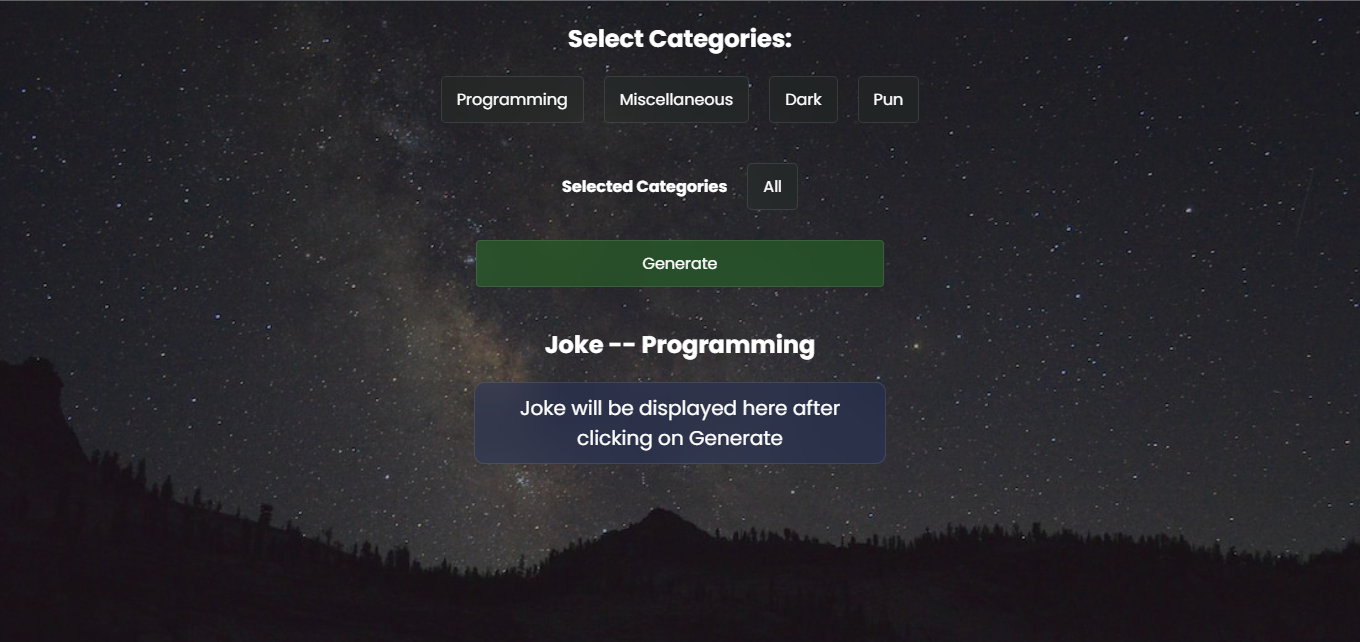 Select Categories:
Programming Miscellaneous Dark Pun
Selected Categories All
Generate
Joke -- Programming
Joke will be displayed here after
clicking on Generate